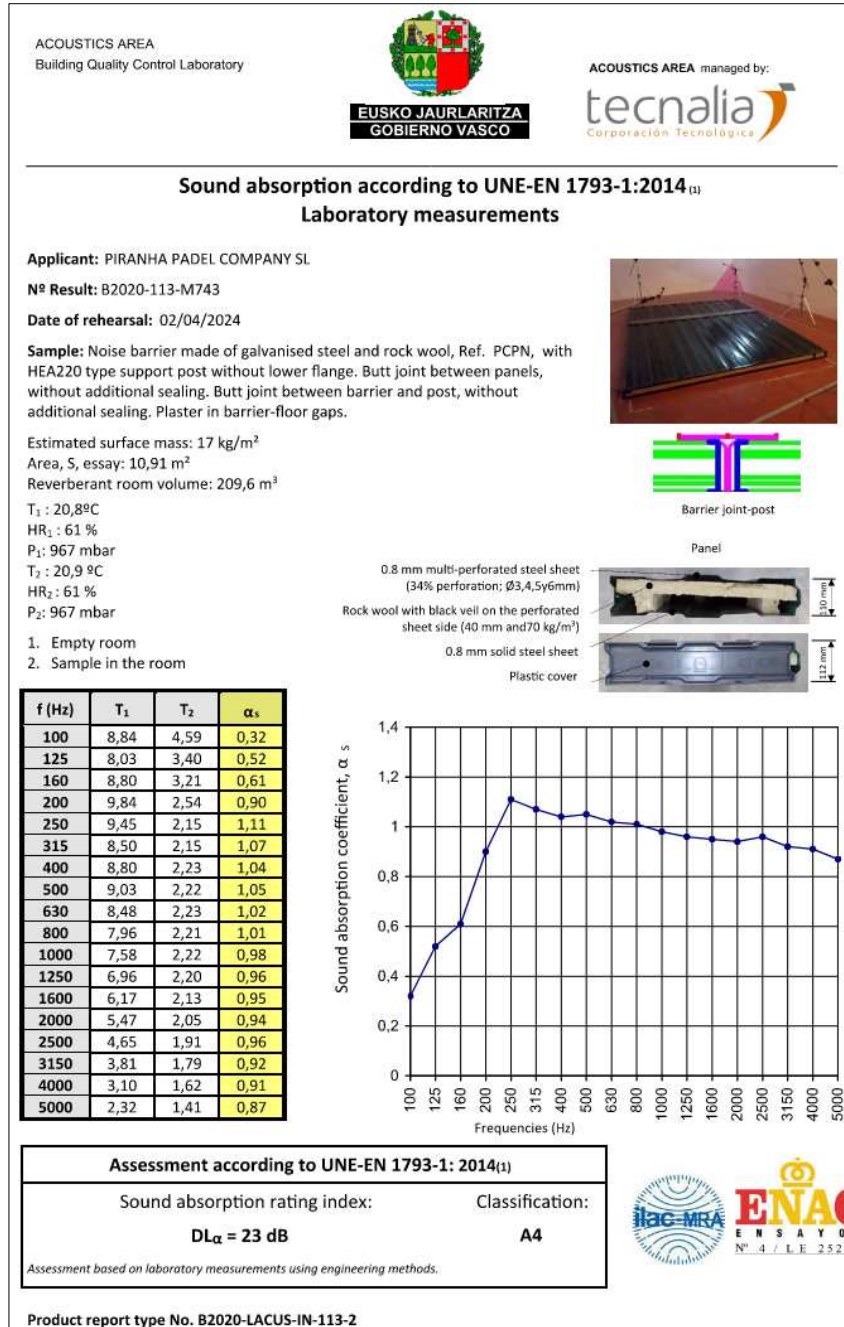 ACOUSTICS AREA
Building Quality Control Laboratory
EUSKO JAURLARITZA
GOBIERNO VASCO
ACOUSTICS AREA managed by:
tecnalia
Corporación Tecnológica
Sound absorption according to UNE-EN 1793-1:2014 (1)
Laboratory measurements
Applicant: PIRANHA PADEL COMPANY SL
Nº Result: B2020-113-M743
Date of rehearsal: 02/04/2024
Sample: Noise barrier made of galvanised steel and rock wool, Ref. PCPN, with
HEA220 type support post without lower flange. Butt joint between panels,
without additional sealing. Butt joint between barrier and post, without
additional sealing. Plaster in barrier-floor gaps.
Estimated surface mass: 17 kg/m²
Area, S, essay: 10,91 m²
Reverberant room volume: 209,6 m³
T₁ : 20,8ºC
HR₁ : 61 %
P₁: 967 mbar
T₂ : 20,9 ºC
HR₂ : 61 %
P₂: 967 mbar
1. Empty room
2. Sample in the room
Barrier joint-post
Panel
0.8 mm multi-perforated steel sheet
(34% perforation; Ø3,4,5y6mm)
Rock wool with black veil on the perforated
sheet side (40 mm and70 kg/m³)
0.8 mm solid steel sheet
Plastic cover
110 mm
112 mm
f (Hz) T₁ T₂ αs
100 8,84 4,59 0,32
125 8,03 3,40 0,52
160 8,80 3,21 0,61
200 9,84 2,54 0,90
250 9,45 2,15 1,11
315 8,50 2,15 1,07
400 8,80 2,23 1,04
500 9,03 2,22 1,05
630 8,48 2,23 1,02
800 7,96 2,21 1,01
1000 7,58 2,22 0,98
1250 6,96 2,20 0,96
1600 6,17 2,13 0,95
2000 5,47 2,05 0,94
2500 4,65 1,91 0,96
3150 3,81 1,79 0,92
4000 3,10 1,62 0,91
5000 2,32 1,41 0,87
Sound absorption coefficient, α s
1,4
1,2
1
0,8
0,6
0,4
0,2
0
100 125 160 200 250 315 400 500 630 800 1000 1250 1600 2000 2500 3150 4000 5000
Frequencies (Hz)
Assessment according to UNE-EN 1793-1: 2014(1)
Sound absorption rating index: Classification:
DLα = 23 dB A4
Assessment based on laboratory measurements using engineering methods.
ilac-MRA
ENAC
ENSAYO
Nº 4 / LE 252
Product report type No. B2020-LACUS-IN-113-2